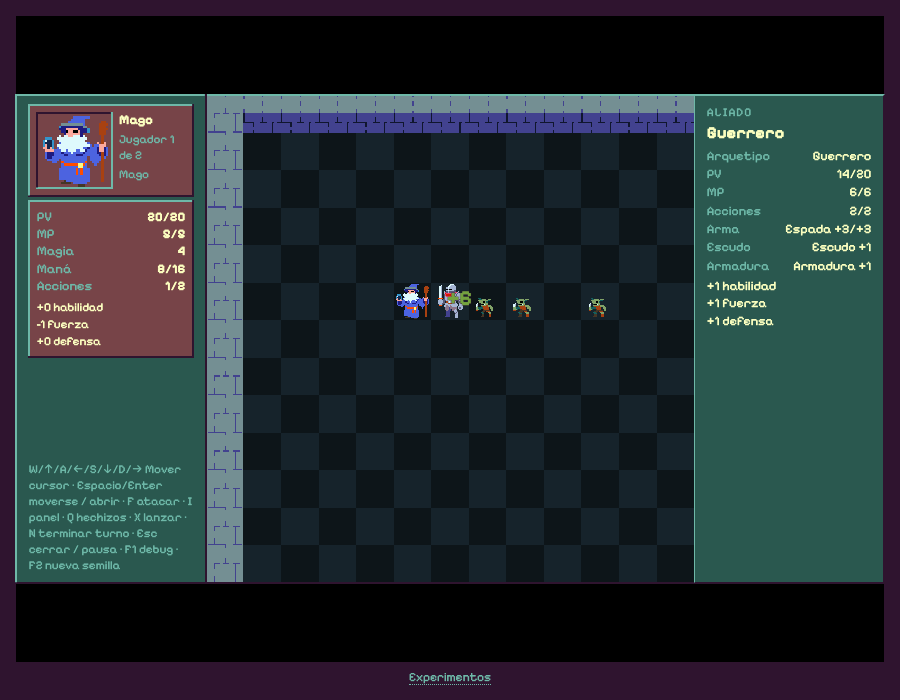 Mago
Jugador 1
de 2
Mago
PV 20/20
MP
Magia 4
Maná 8/16
Acciones 1/2
+0 habilidad
-1 fuerza
+0 defensa
W/↑/A/←/S/↓/D/→ Mover
cursor · Espacio/Enter
moverse / abrir · F atacar · I
panel · Q hechizos · X lanzar ·
N terminar turno · Esc
cerrar / pausa · F1 debug ·
F2 nueva semilla
6
ALIADO
Guerrero
Arquetipo Guerrero
PV 14/20
MP 6/6
Acciones 2/2
Arma Espada +3/+3
Escudo Escudo +1
Armadura Armadura +1
+1 habilidad
+1 fuerza
+1 defensa
Experimentos